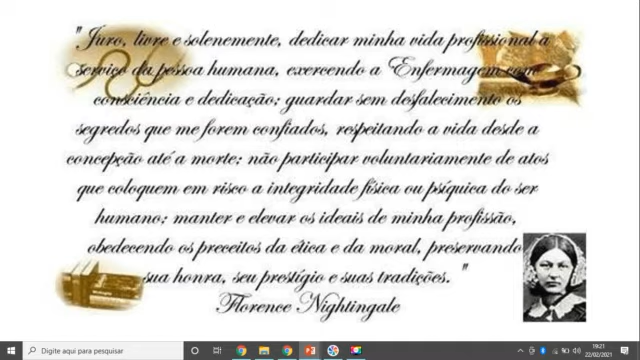 "Juro, livre e solenemente, dedicar minha vida profissional a
serviço da pessoa humana, exercendo a Enfermagem com
consciência e dedicação; guardar sem desfalecimento os
segredos que me forem confiados, respeitando a vida desde a
concepção até a morte; não participar voluntariamente de atos
que coloquem em risco a integridade física ou psíquica do ser
humano; manter e elevar os ideais de minha profissão,
obedecendo os preceitos da ética e da moral, preservando
sua honra, seu prestígio e suas tradições. "
Florence Nightingale
Digite aqui para pesquisar
19:21
22/02/2021